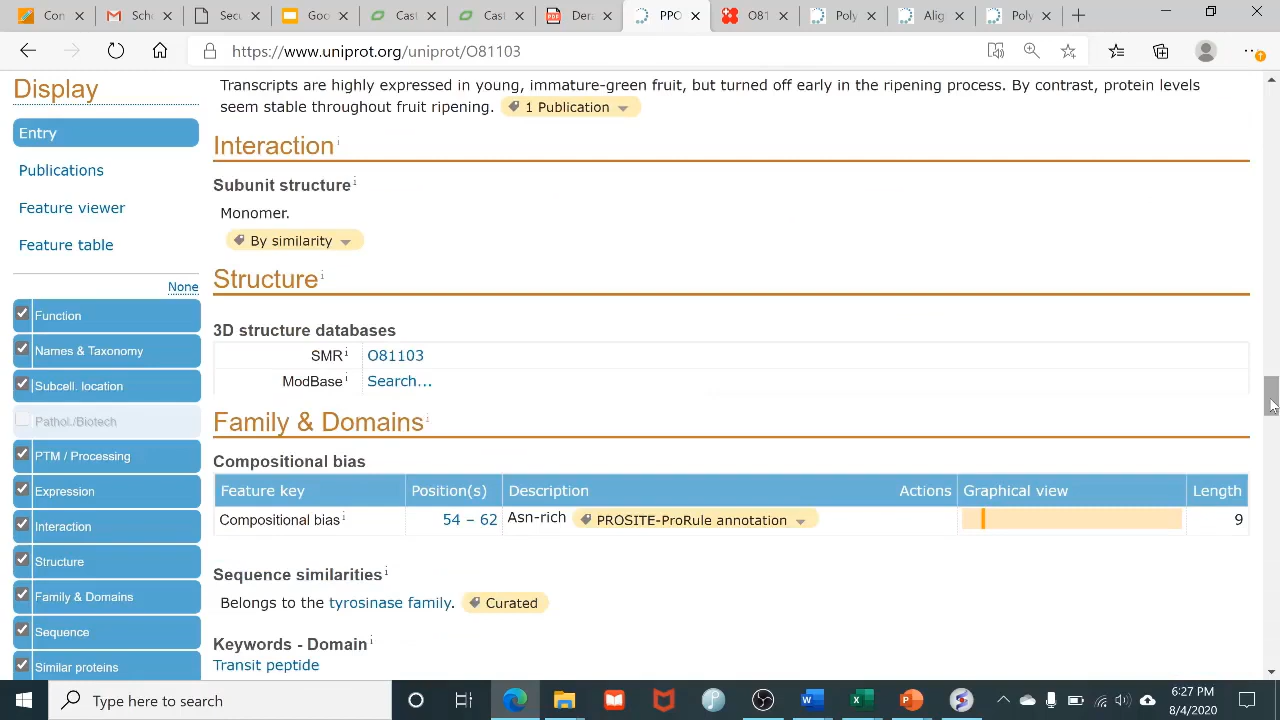 Con
M Sch
Secu
Goo
Cast
Cast
PDF Dera
PPO
O81
Poly
Alig
Poly
https://www.uniprot.org/uniprot/O81103
Display
Entry
Publications
Feature viewer
Feature table
None
Function
Names & Taxonomy
Subcell. location
Pathol./Biotech
PTM / Processing
Expression
Interaction
Structure
Family & Domains
Sequence
Similar proteins
Transcripts are highly expressed in young, immature-green fruit, but turned off early in the ripening process. By contrast, protein levels
seem stable throughout fruit ripening. 1 Publication
Interaction i
Subunit structure i
Monomer.
By similarity
Structure i
3D structure databases
SMR i O81103
ModBase i Search...
Family & Domains i
Compositional bias
Feature key Position(s) Description Actions Graphical view Length
Compositional bias i 54 – 62 Asn-rich PROSITE-ProRule annotation 9
Sequence similarities i
Belongs to the tyrosinase family. Curated
Keywords - Domain i
Transit peptide
Type here to search
6:27 PM
8/4/2020